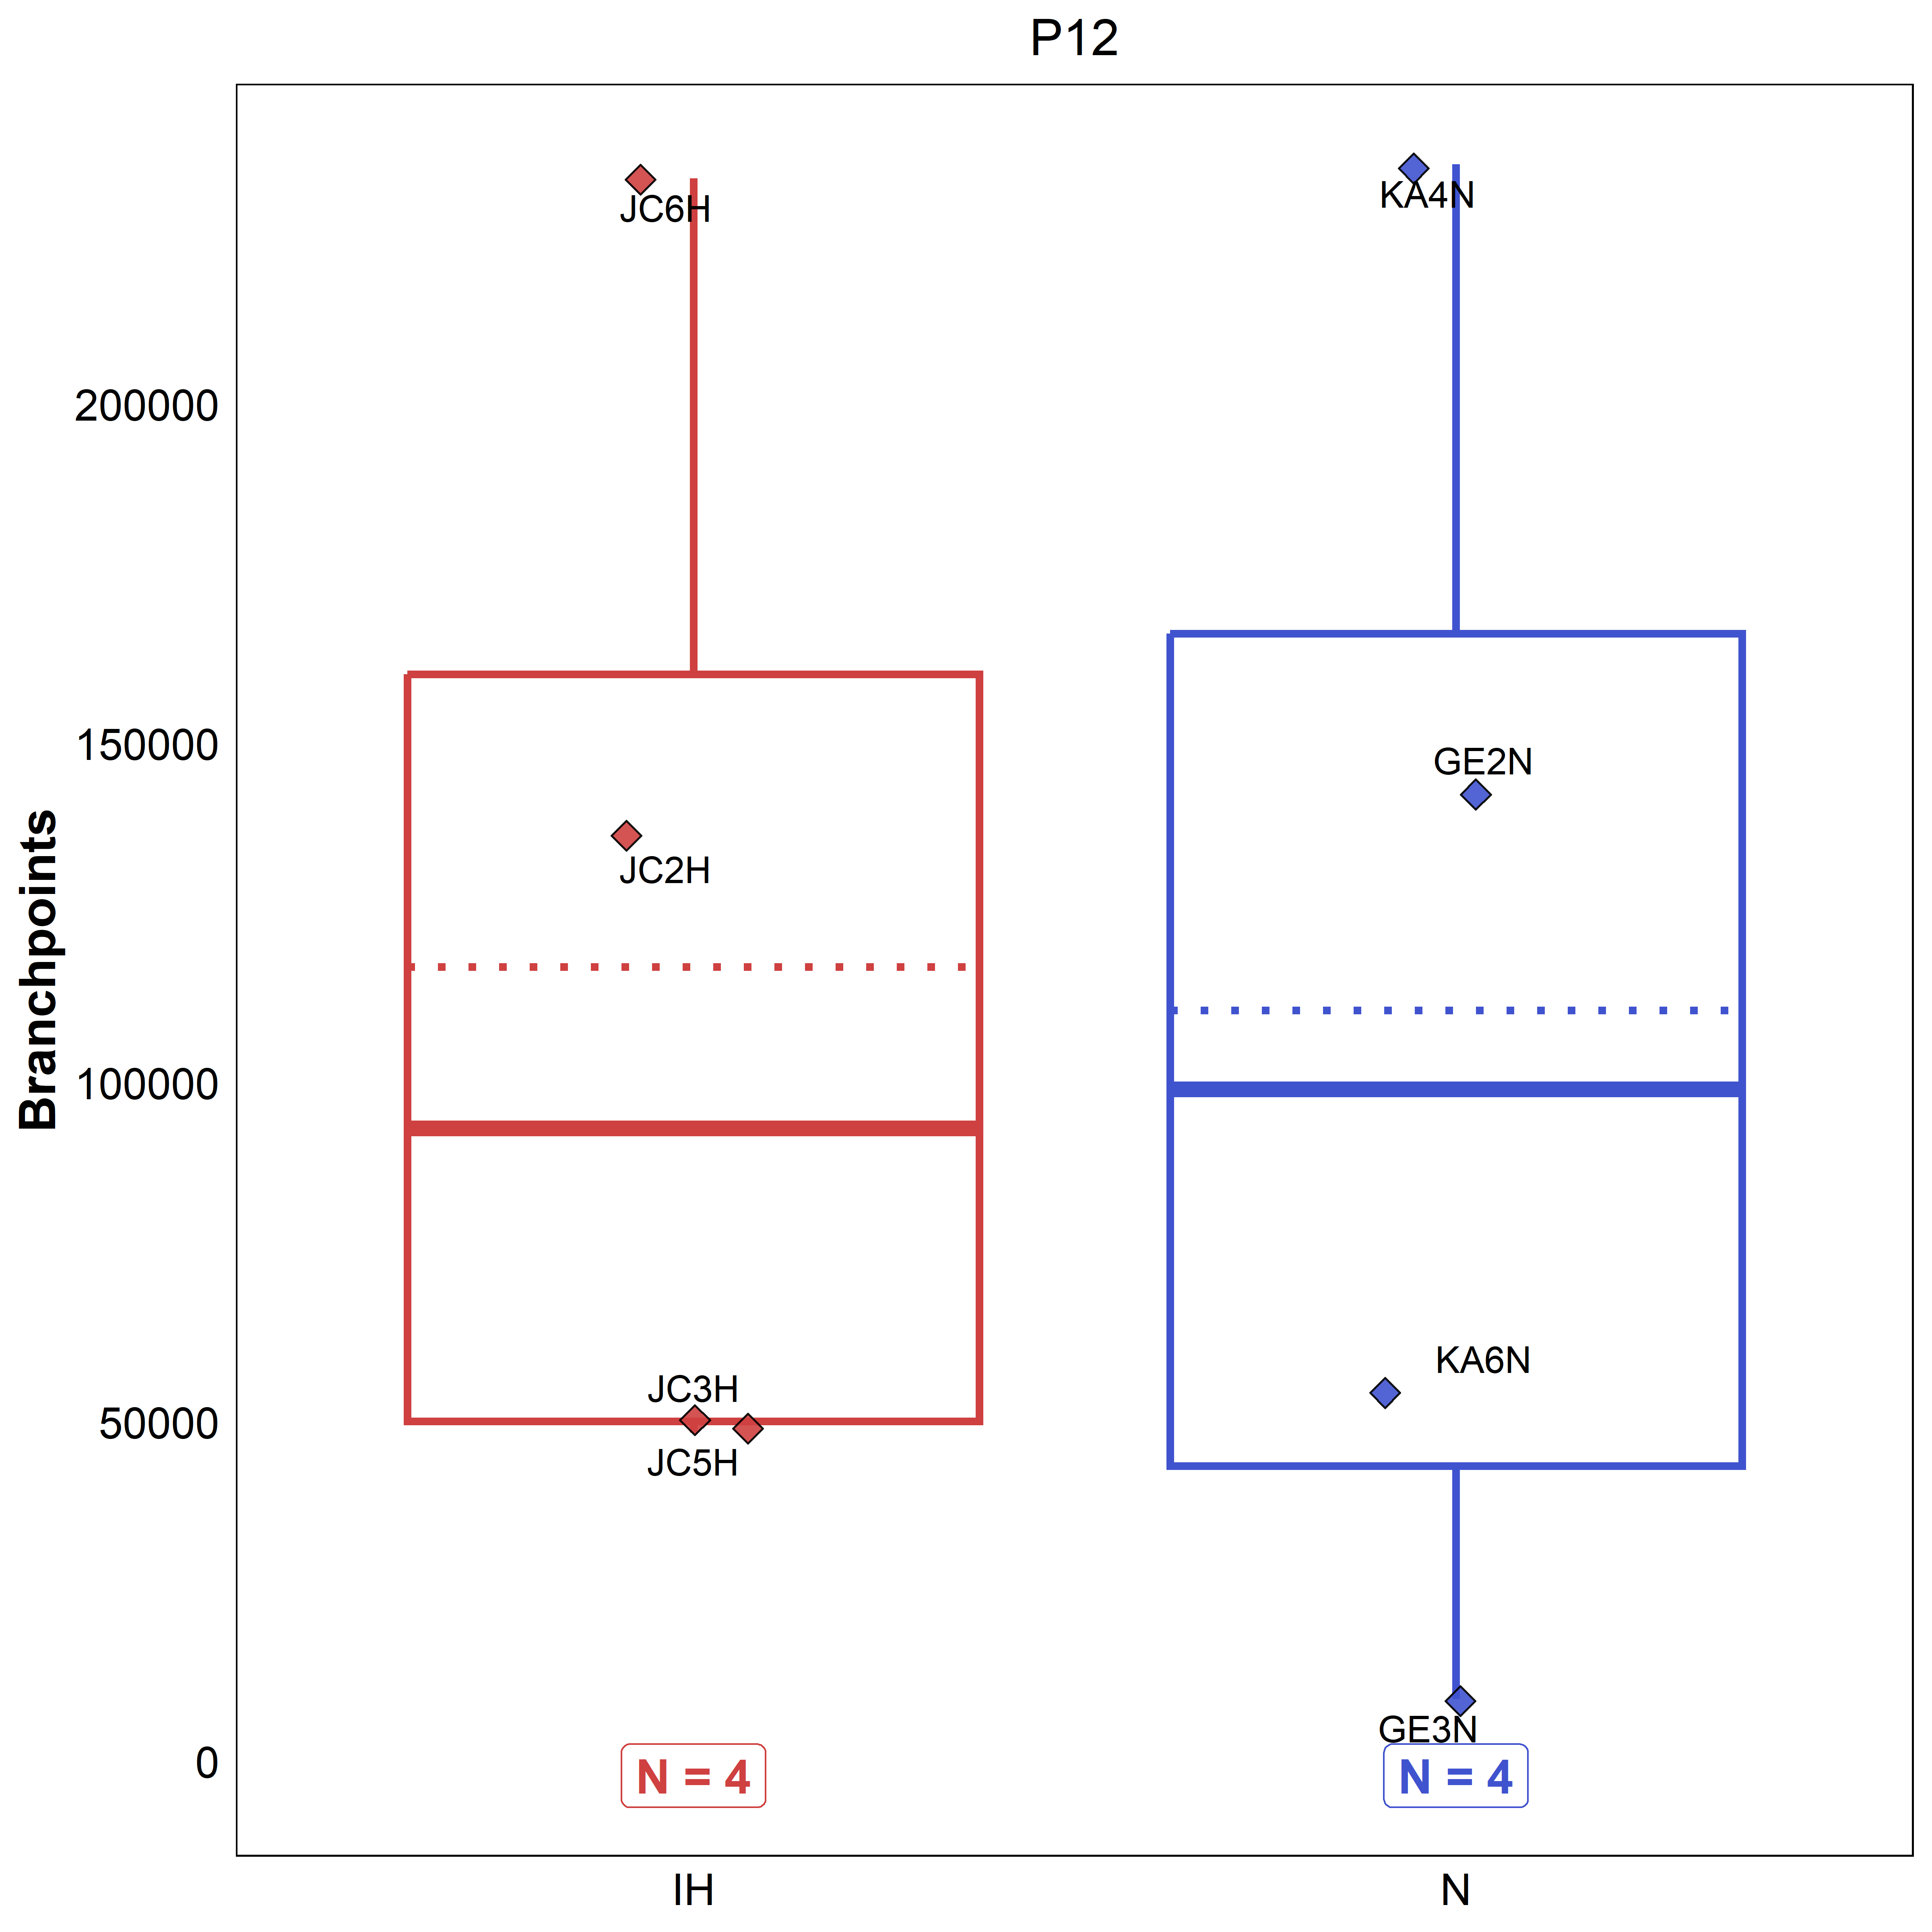 P12
Branchpoints
200000
150000
100000
50000
0
JC6H
JC2H
JC3H
JC5H
KA4N
GE2N
KA6N
GE3N
N = 4
N = 4
IH
N